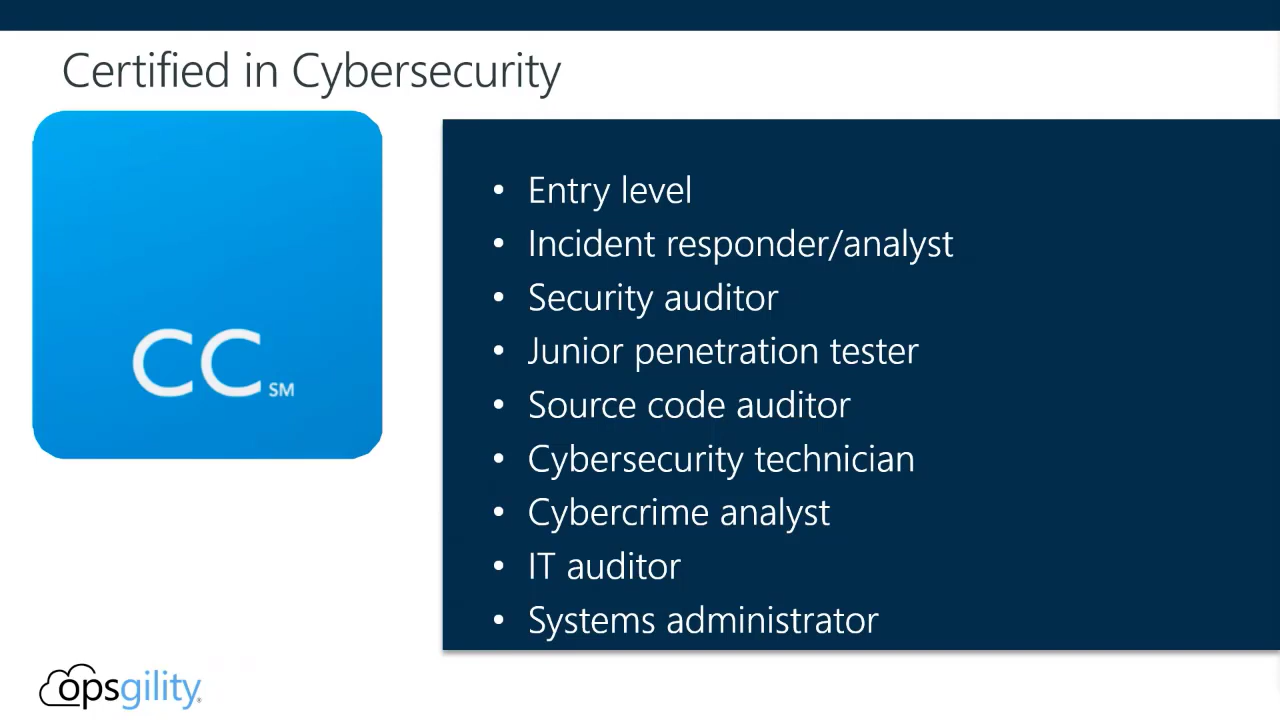 Certified in Cybersecurity
CC SM
• Entry level
• Incident responder/analyst
• Security auditor
• Junior penetration tester
• Source code auditor
• Cybersecurity technician
• Cybercrime analyst
• IT auditor
• Systems administrator
opsgility®